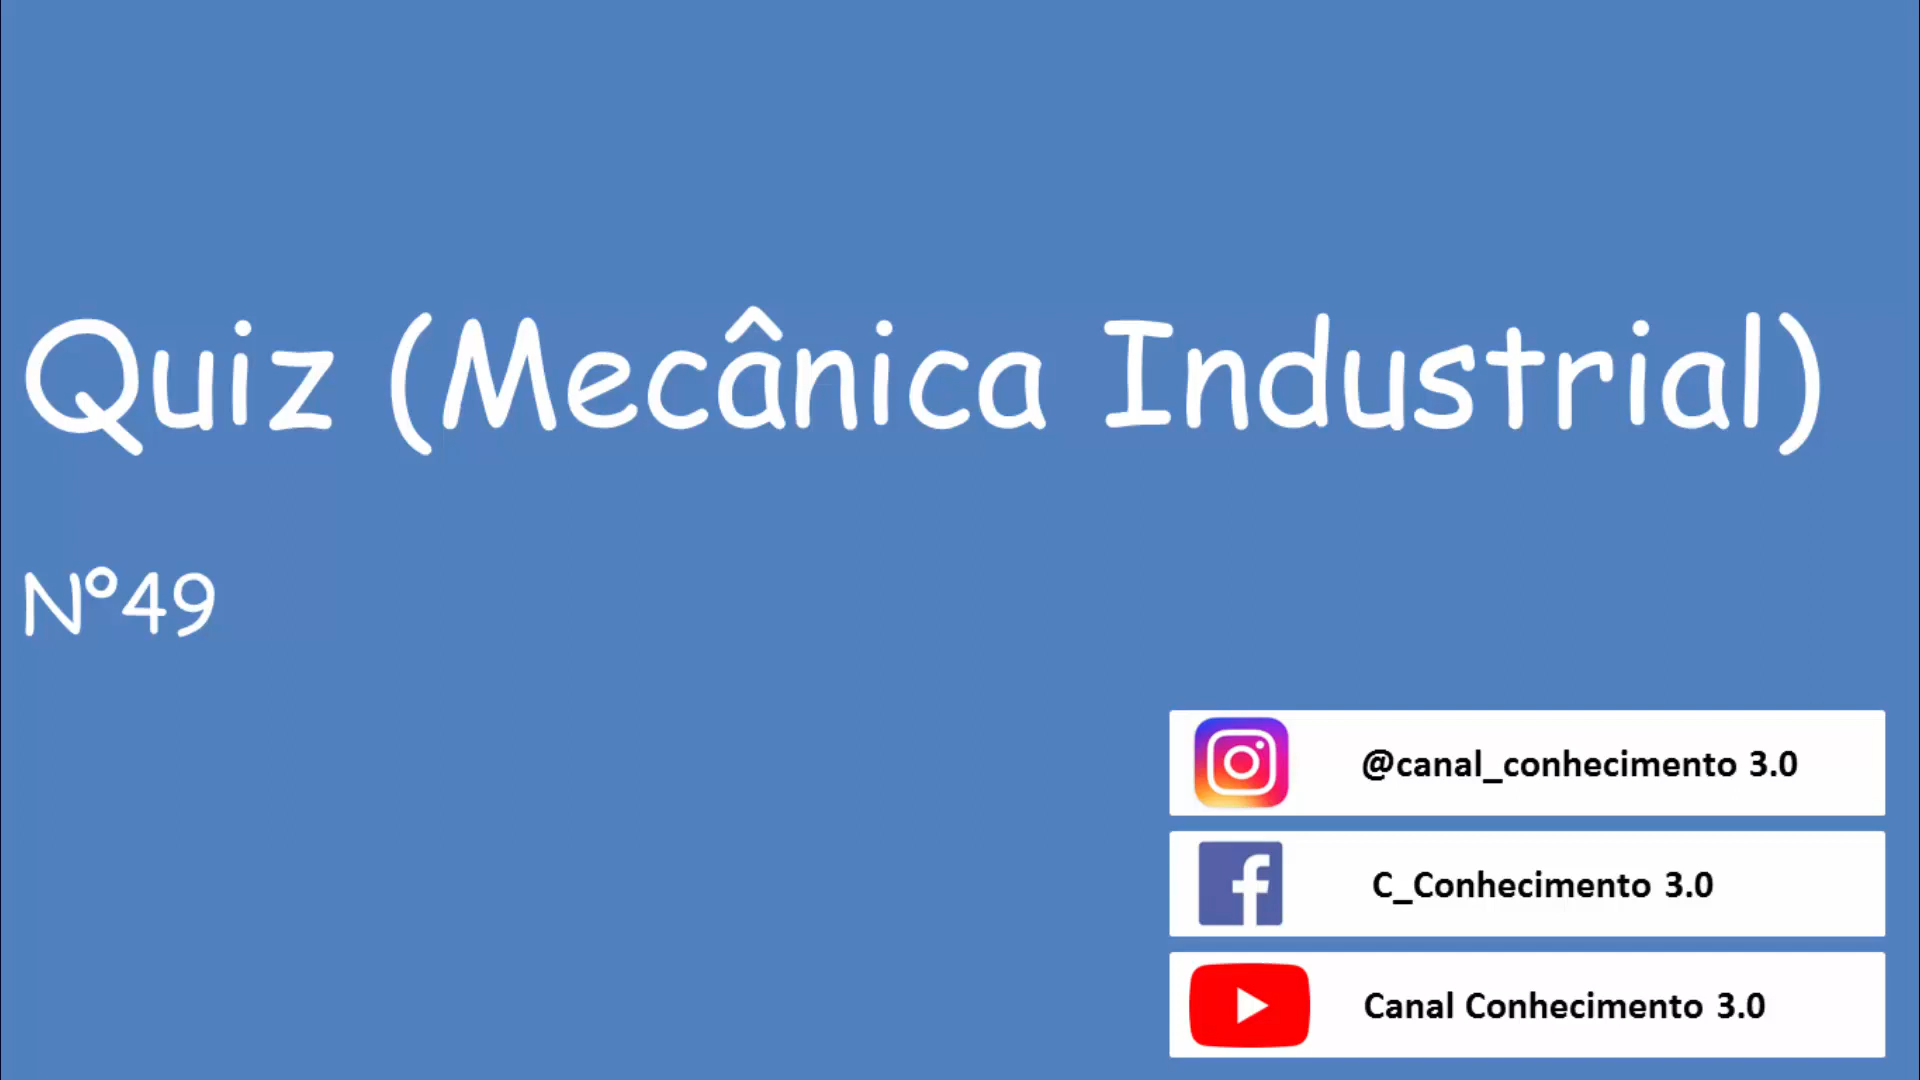 Quiz (Mecânica Industrial)
Nº49
@canal_conhecimento 3.0
C_Conhecimento 3.0
Canal Conhecimento 3.0